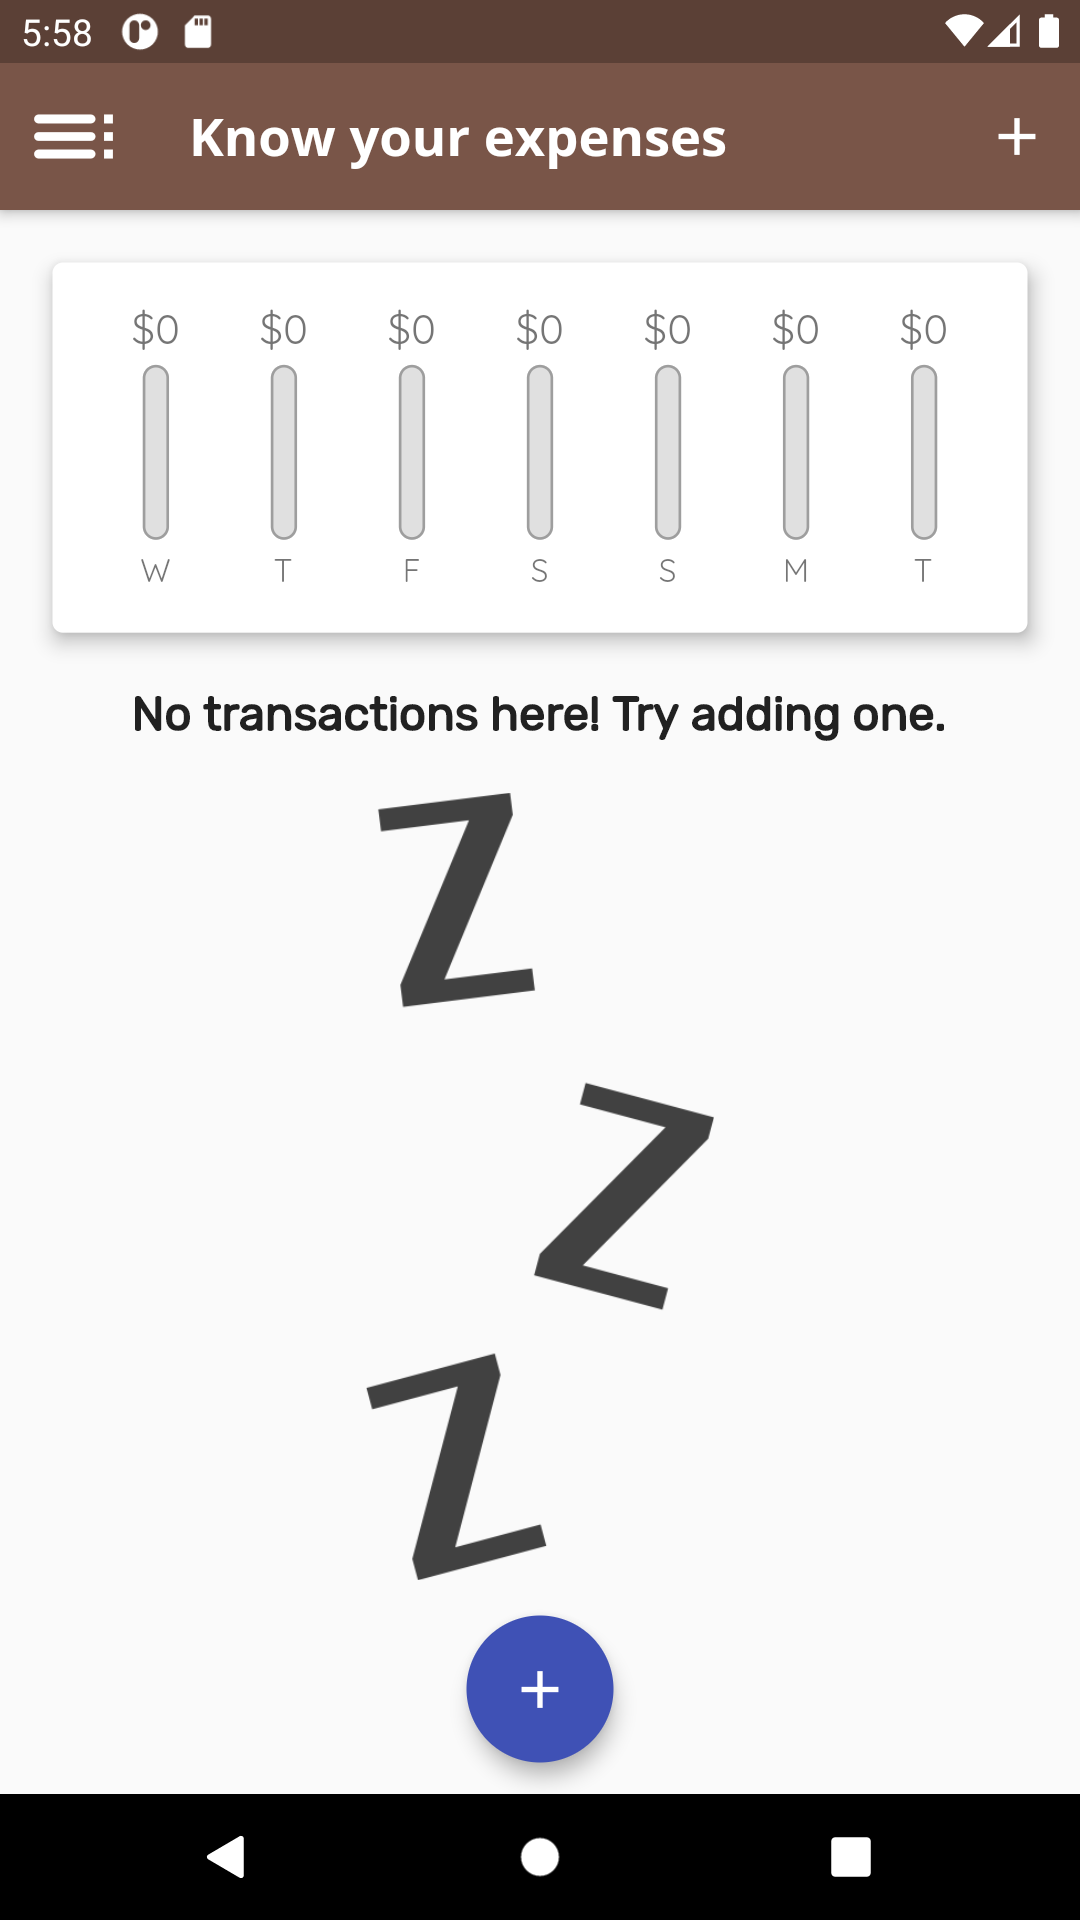 5:58
Know your expenses
$0 $0 $0 $0 $0 $0 $0
W T F S S M T
No transactions here! Try adding one.
Z
Z
Z